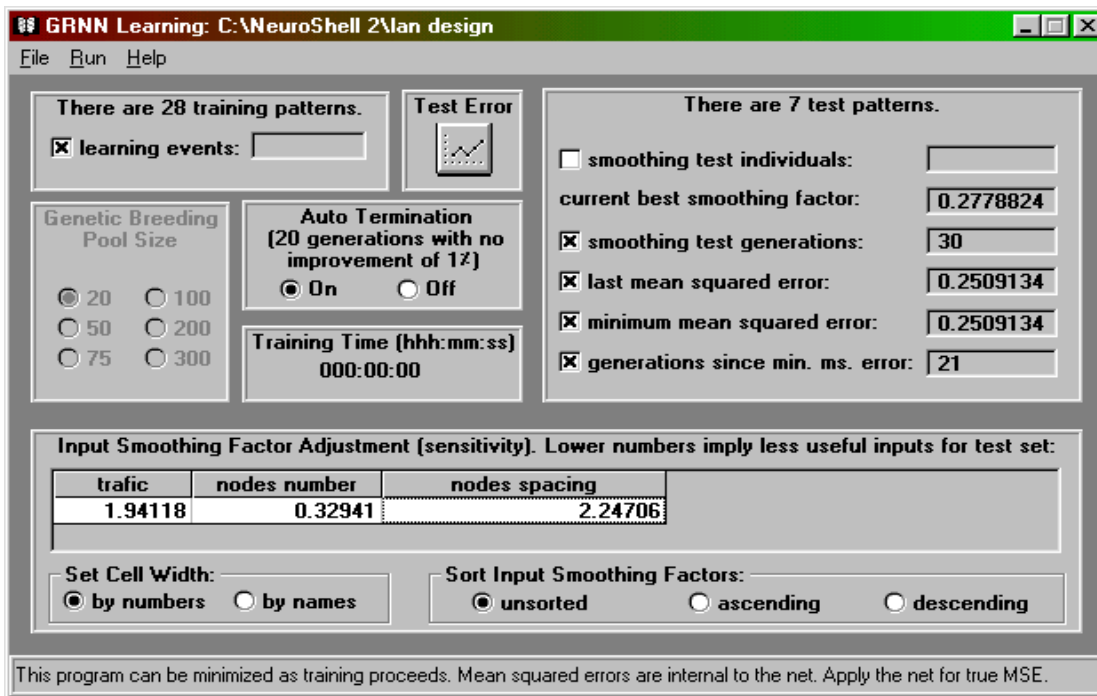 GRNN Learning: C:\NeuroShell 2\lan design
File Run Help
There are 28 training patterns.
learning events:
Test Error
There are 7 test patterns.
smoothing test individuals:
current best smoothing factor: 0.2778824
smoothing test generations: 30
last mean squared error: 0.2509134
minimum mean squared error: 0.2509134
generations since min. ms. error: 21
Genetic Breeding
Pool Size
20 100
50 200
75 300
Auto Termination
(20 generations with no
improvement of 1%)
On Off
Training Time (hhh:mm:ss)
000:00:00
Input Smoothing Factor Adjustment (sensitivity). Lower numbers imply less useful inputs for test set:
trafic nodes number nodes spacing
1.94118 0.32941 2.24706
Set Cell Width:
by numbers by names
Sort Input Smoothing Factors:
unsorted ascending descending
This program can be minimized as training proceeds. Mean squared errors are internal to the net. Apply the net for true MSE.